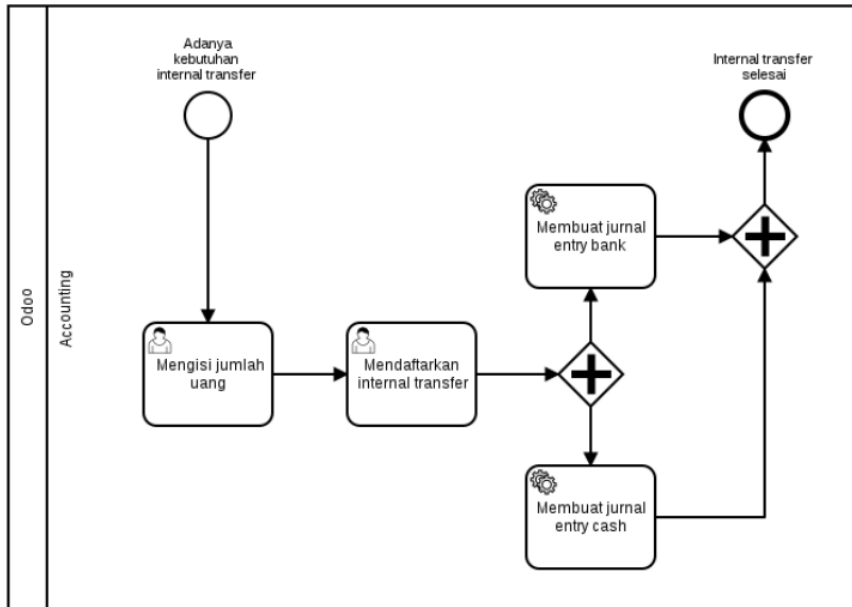 Adanya
kebutuhan
internal transfer
Internal transfer
selesai
Odoo
Accounting
Membuat jurnal
entry bank
Mengisi jumlah
uang
Mendaftarkan
internal transfer
Membuat jurnal
entry cash